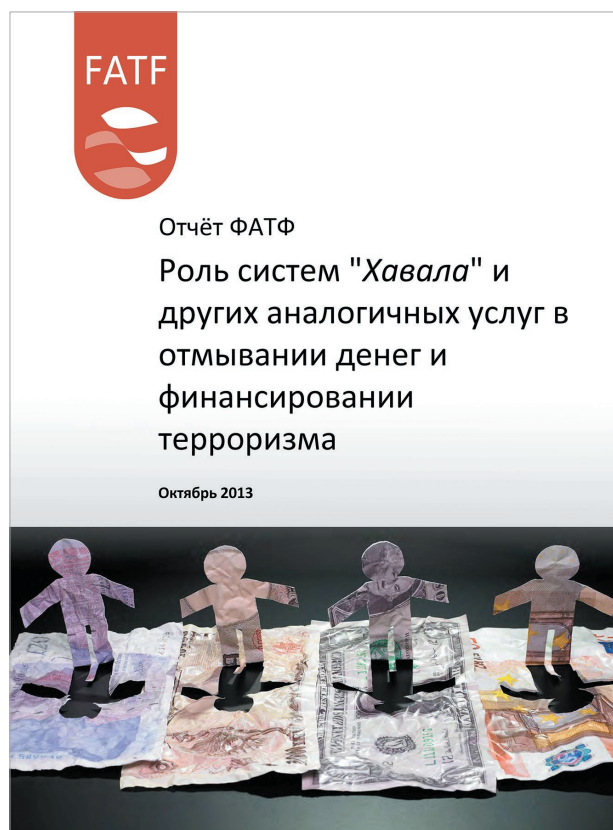 FATF
Отчёт ФАТФ
Роль систем "Хавала" и
других аналогичных услуг в
отмывании денег и
финансировании
терроризма
Октябрь 2013